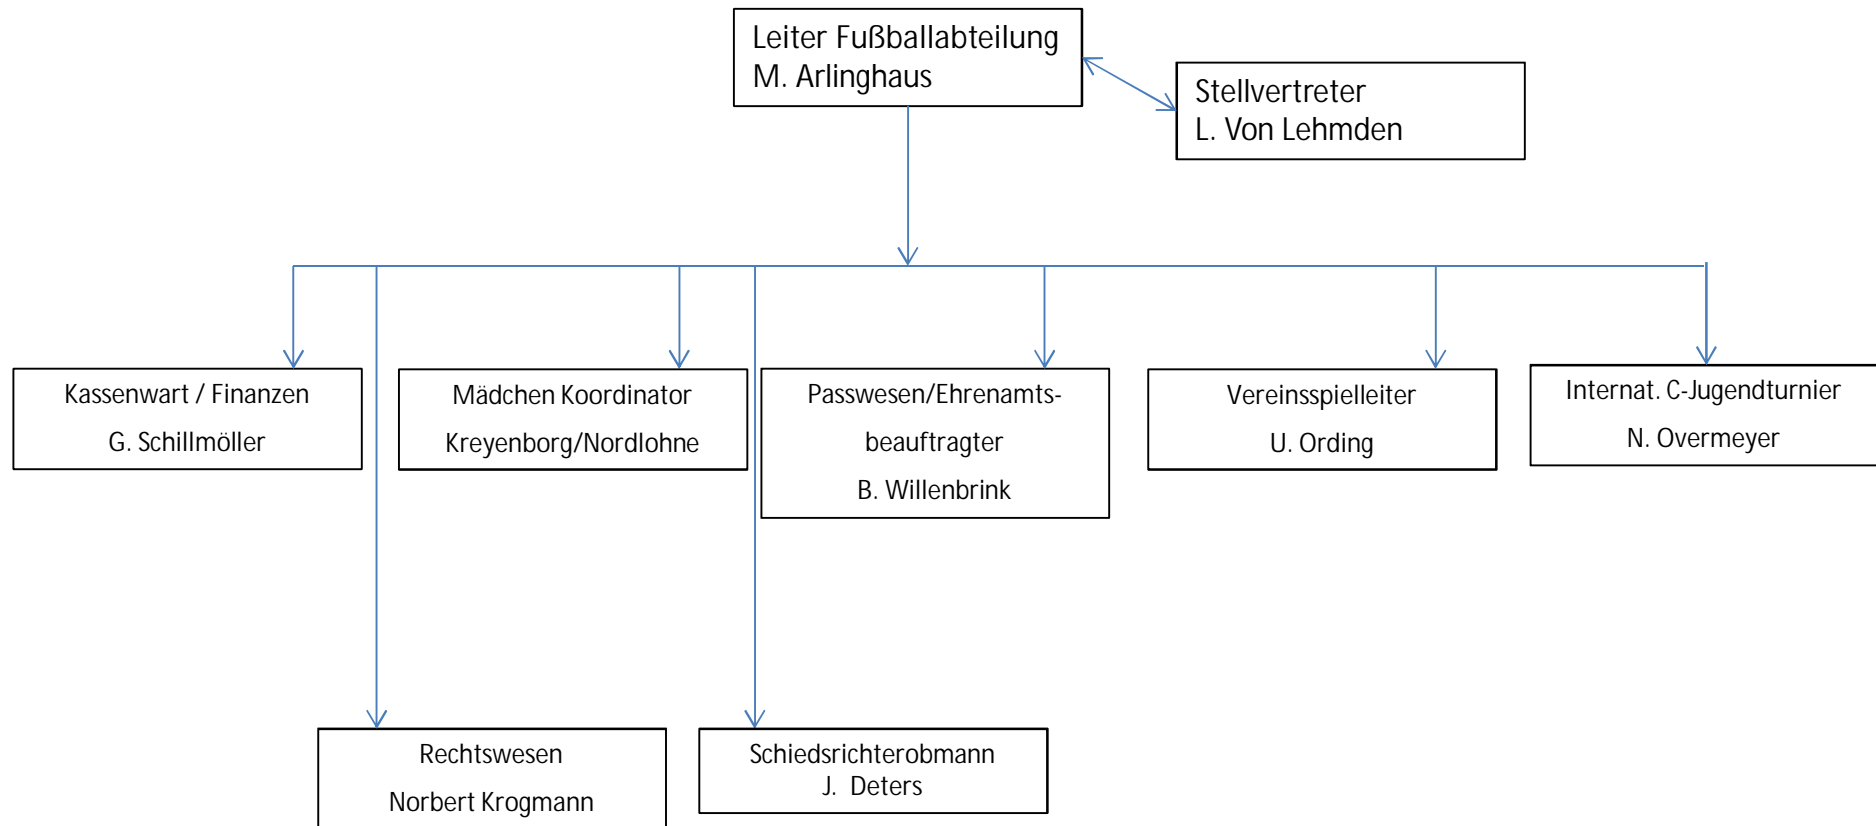 Leiter Fußballabteilung
M. Arlinghaus
Stellvertreter
L. Von Lehmden
Kassenwart / Finanzen
G. Schillmöller
Mädchen Koordinator
Kreyenborg/Nordlohne
Passwesen/Ehrenamts-
beauftragter
B. Willenbrink
Vereinsspielleiter
U. Ording
Internat. C-Jugendturnier
N. Overmeyer
Rechtswesen
Norbert Krogmann
Schiedsrichterobmann
J. Deters